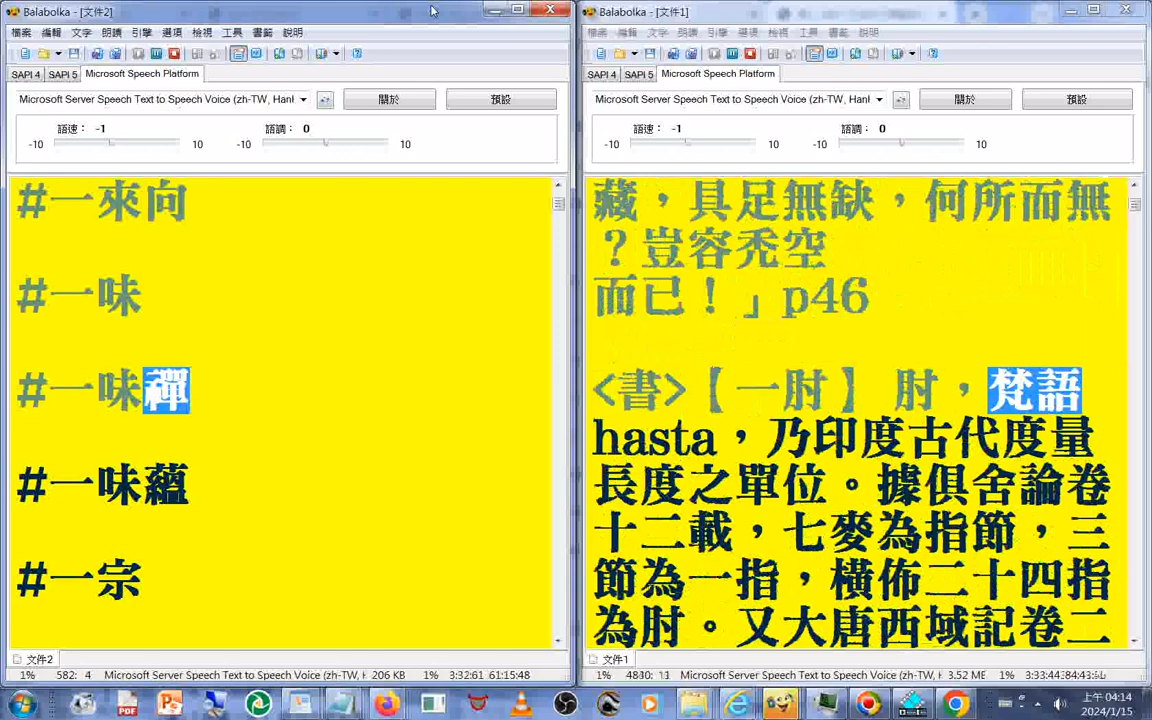 Balabolka - [文件2]
檔案 編輯 文字 朗讀 引擎 選項 檢視 工具 書籤 說明
SAPI 4 SAPI 5 Microsoft Speech Platform
Microsoft Server Speech Text to Speech Voice (zh-TW, Hanl
關於
預設
語速： -1 語調： 0
-10 10 -10 10
#一來向
#一味
#一味禪
#一味蘊
#一宗
文件2
1% 582: 4 Microsoft Server Speech Text to Speech Voice (zh-TW, Ha 206 KB 1% 3:32:61 61:15:48
Balabolka - [文件1]
檔案 編輯 文字 朗讀 引擎 選項 檢視 工具 書籤 說明
SAPI 4 SAPI 5 Microsoft Speech Platform
Microsoft Server Speech Text to Speech Voice (zh-TW, Hanl
關於
預設
語速： -1 語調： 0
-10 10 -10 10
藏，具足無缺，何所而無
？豈容禿空
而已！」p46
<書>【一肘】 肘，梵語
hasta，乃印度古代度量
長度之單位。據俱舍論卷
十二載，七麥為指節，三
節為一指，橫佈二十四指
為肘。又大唐西域記卷二
文件1
1% Microsoft Server Speech Text to Speech Voice (zh-TW, Ha 3.52 MB 1%
PDF
上午 04:14
2024/1/15